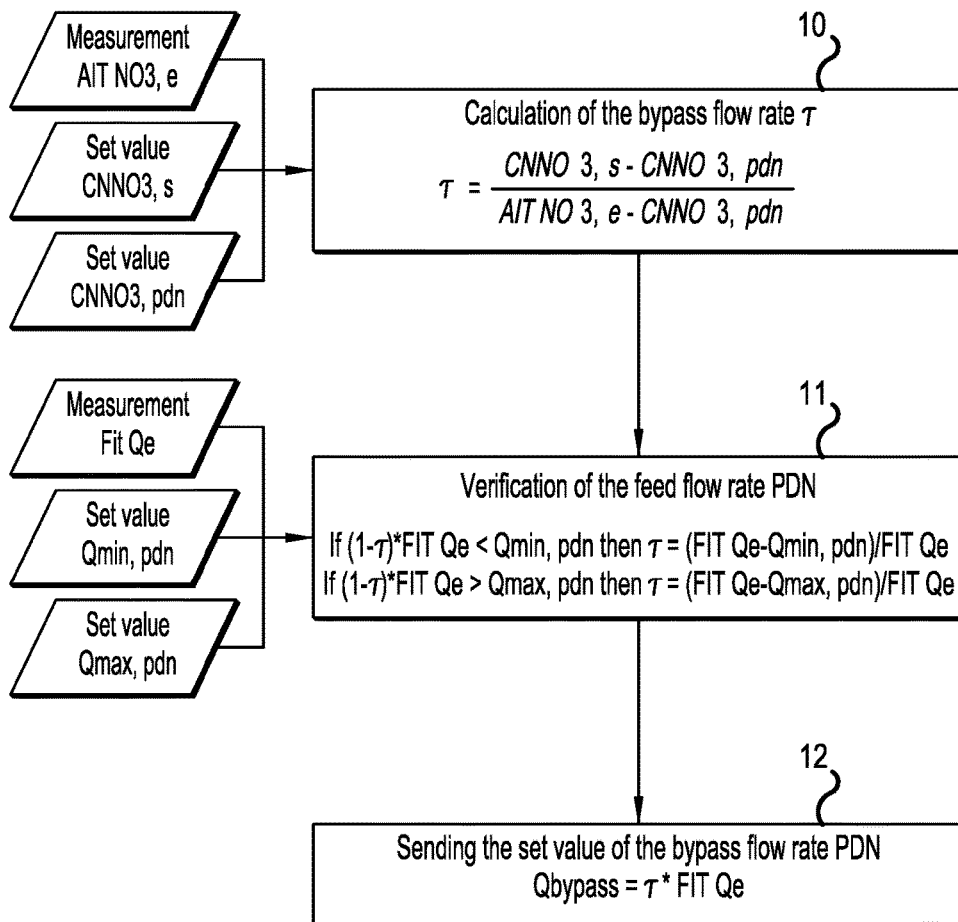 Measurement
AIT NO3, e
Set value
CNNO3, s
Set value
CNNO3, pdn
10
Calculation of the bypass flow rate τ
τ = CNNO 3, s - CNNO 3, pdn
AIT NO 3, e - CNNO 3, pdn
Measurement
Fit Qe
Set value
Qmin, pdn
Set value
Qmax, pdn
11
Verification of the feed flow rate PDN
If (1-τ)*FIT Qe < Qmin, pdn then τ = (FIT Qe-Qmin, pdn)/FIT Qe
If (1-τ)*FIT Qe > Qmax, pdn then τ = (FIT Qe-Qmax, pdn)/FIT Qe
12
Sending the set value of the bypass flow rate PDN
Qbypass = τ* FIT Qe